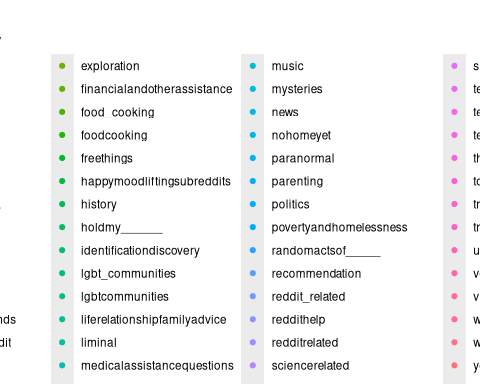 exploration
financialandotherassistance
food_cooking
foodcooking
freethings
happymoodliftingsubreddits
history
holdmy______
identificationdiscovery
lgbt_communities
lgbtcommunities
liferelationshipfamilyadvice
liminal
medicalassistancequestions
music
mysteries
news
nohomeyet
paranormal
parenting
politics
povertyandhomelessness
randomactsof_____
recommendation
reddit_related
reddithelp
redditrelated
sciencerelated